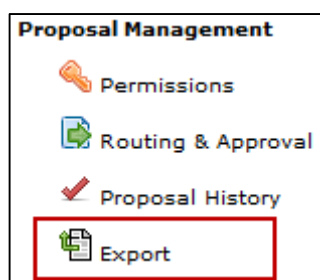 Proposal Management
Permissions
Routing & Approval
Proposal History
Export